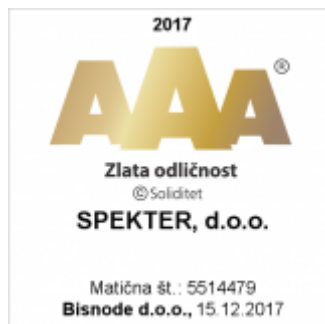 2017
AAA®
Zlata odličnost
©Soliditet
SPEKTER, d.o.o.
Matična št.: 5514479
Bisnode d.o.o., 15.12.2017